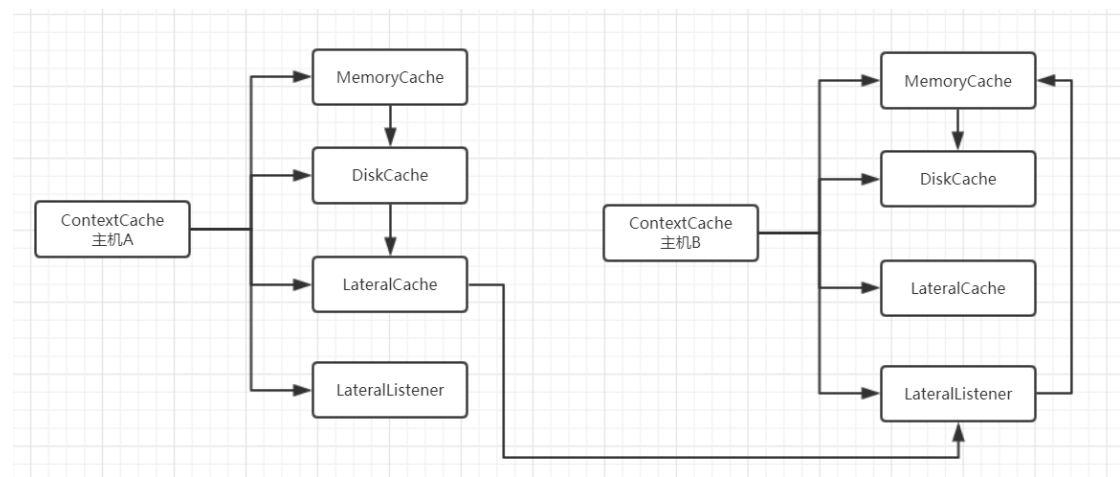 MemoryCache
DiskCache
ContextCache
主机A
LateralCache
LateralListener
MemoryCache
DiskCache
ContextCache
主机B
LateralCache
LateralListener